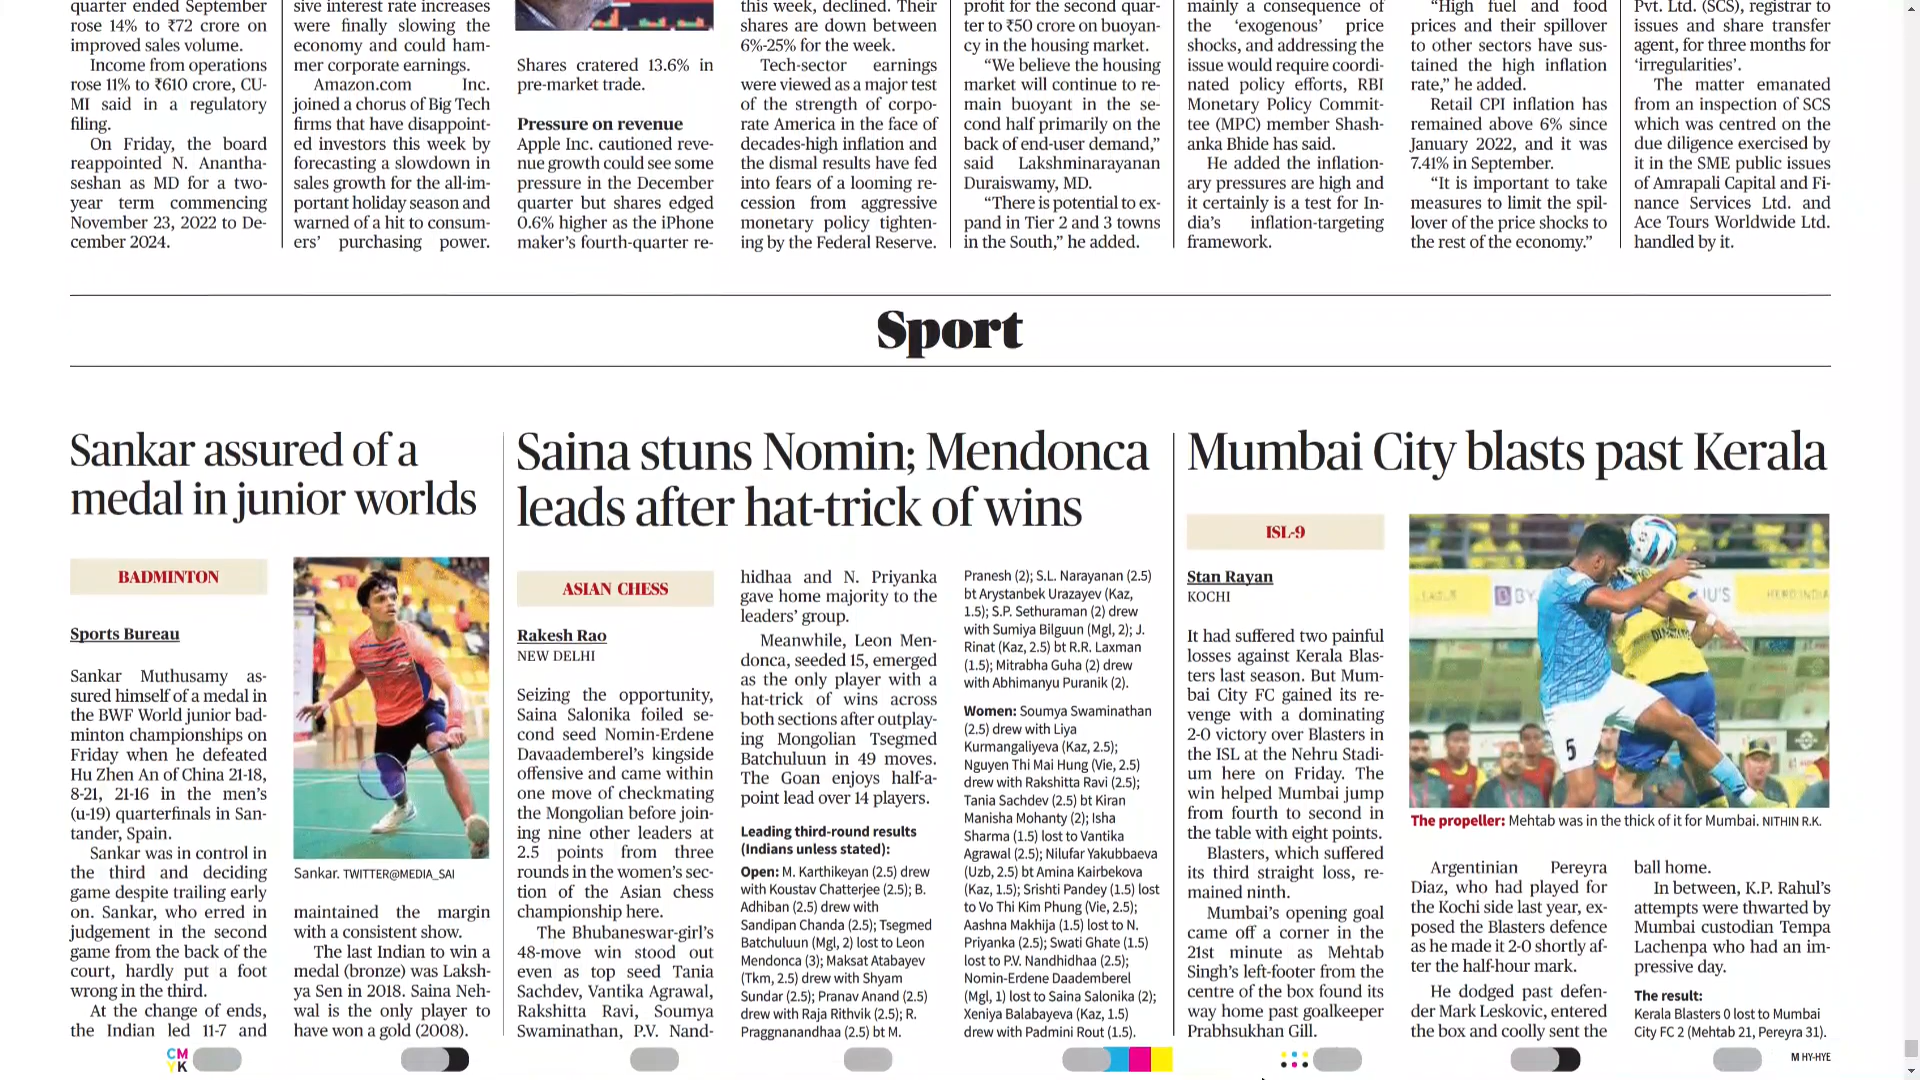 quarter ended September
rose 14% to ₹72 crore on
improved sales volume.
Income from operations
rose 11% to ₹610 crore, CU-
MI said in a regulatory
filing.
On Friday, the board
reappointed N. Anantha-
seshan as MD for a two-
year term commencing
November 23, 2022 to De-
cember 2024.
sive interest rate increases
were finally slowing the
economy and could ham-
mer corporate earnings.
Amazon.com Inc.
joined a chorus of Big Tech
firms that have disappoint-
ed investors this week by
forecasting a slowdown in
sales growth for the all-im-
portant holiday season and
warned of a hit to consum-
ers’ purchasing power.
Shares cratered 13.6% in
pre-market trade.
Pressure on revenue
Apple Inc. cautioned reve-
nue growth could see some
pressure in the December
quarter but shares edged
0.6% higher as the iPhone
maker’s fourth-quarter re-
this week, declined. Their
shares are down between
6%-25% for the week.
Tech-sector earnings
were viewed as a major test
of the strength of corpo-
rate America in the face of
decades-high inflation and
the dismal results have fed
into fears of a looming re-
cession from aggressive
monetary policy tighten-
ing by the Federal Reserve.
profit for the second quar-
ter to ₹50 crore on buoyan-
cy in the housing market.
“We believe the housing
market will continue to re-
main buoyant in the se-
cond half primarily on the
back of end-user demand,”
said Lakshminarayanan
Duraiswamy, MD.
“There is potential to ex-
pand in Tier 2 and 3 towns
in the South,” he added.
mainly a consequence of
the ‘exogenous’ price
shocks, and addressing the
issue would require coordi-
nated policy efforts, RBI
Monetary Policy Commit-
tee (MPC) member Shash-
anka Bhide has said.
He added the inflation-
ary pressures are high and
it certainly is a test for In-
dia’s inflation-targeting
framework.
“High fuel and food
prices and their spillover
to other sectors have sus-
tained the high inflation
rate,” he added.
Retail CPI inflation has
remained above 6% since
January 2022, and it was
7.41% in September.
“It is important to take
measures to limit the spil-
lover of the price shocks to
the rest of the economy.”
Pvt. Ltd. (SCS), registrar to
issues and share transfer
agent, for three months for
‘irregularities’.
The matter emanated
from an inspection of SCS
which was centred on the
due diligence exercised by
it in the SME public issues
of Amrapali Capital and Fi-
nance Services Ltd. and
Ace Tours Worldwide Ltd.
handled by it.
Sport
Sankar assured of a
medal in junior worlds
BADMINTON
Sports Bureau
Sankar Muthusamy as-
sured himself of a medal in
the BWF World junior bad-
minton championships on
Friday when he defeated
Hu Zhen An of China 21-18,
8-21, 21-16 in the men’s
(u-19) quarterfinals in San-
tander, Spain.
Sankar was in control in
the third and deciding
game despite trailing early
on. Sankar, who erred in
judgement in the second
game from the back of the
court, hardly put a foot
wrong in the third.
At the change of ends,
the Indian led 11-7 and
Sankar. TWITTER@MEDIA_SAI
maintained the margin
with a consistent show.
The last Indian to win a
medal (bronze) was Laksh-
ya Sen in 2018. Saina Neh-
wal is the only player to
have won a gold (2008).
Saina stuns Nomin; Mendonca
leads after hat-trick of wins
ASIAN CHESS
Rakesh Rao
NEW DELHI
Seizing the opportunity,
Saina Salonika foiled se-
cond seed Nomin-Erdene
Davaademberel’s kingside
offensive and came within
one move of checkmating
the Mongolian before join-
ing nine other leaders at
2.5 points from three
rounds in the women’s sec-
tion of the Asian chess
championship here.
The Bhubaneswar-girl’s
48-move win stood out
even as top seed Tania
Sachdev, Vantika Agrawal,
Rakshitta Ravi, Soumya
Swaminathan, P.V. Nand-
hidhaa and N. Priyanka
gave home majority to the
leaders’ group.
Meanwhile, Leon Men-
donca, seeded 15, emerged
as the only player with a
hat-trick of wins across
both sections after outplay-
ing Mongolian Tsegmed
Batchuluun in 49 moves.
The Goan enjoys half-a-
point lead over 14 players.
Leading third-round results
(Indians unless stated):
Open: M. Karthikeyan (2.5) drew
with Koustav Chatterjee (2.5); B.
Adhiban (2.5) drew with
Sandipan Chanda (2.5); Tsegmed
Batchuluun (Mgl, 2) lost to Leon
Mendonca (3); Maksat Atabayev
(Tkm, 2.5) drew with Shyam
Sundar (2.5); Pranav Anand (2.5)
drew with Raja Rithvik (2.5); R.
Praggnanandhaa (2.5) bt M.
Pranesh (2); S.L. Narayanan (2.5)
bt Arystanbek Urazayev (Kaz,
1.5); S.P. Sethuraman (2) drew
with Sumiya Bilguun (Mgl, 2); J.
Rinat (Kaz, 2.5) bt R.R. Laxman
(1.5); Mitrabha Guha (2) drew
with Abhimanyu Puranik (2).
Women: Soumya Swaminathan
(2.5) drew with Liya
Kurmangaliyeva (Kaz, 2.5);
Nguyen Thi Mai Hung (Vie, 2.5)
drew with Rakshitta Ravi (2.5);
Tania Sachdev (2.5) bt Kiran
Manisha Mohanty (2); Isha
Sharma (1.5) lost to Vantika
Agrawal (2.5); Nilufar Yakubbaeva
(Uzb, 2.5) bt Amina Kairbekova
(Kaz, 1.5); Srishti Pandey (1.5) lost
to Vo Thi Kim Phung (Vie, 2.5);
Aashna Makhija (1.5) lost to N.
Priyanka (2.5); Swati Ghate (1.5)
lost to P.V. Nandhidhaa (2.5);
Nomin-Erdene Daademberel
(Mgl, 1) lost to Saina Salonika (2);
Xeniya Balabayeva (Kaz, 1.5)
drew with Padmini Rout (1.5).
Mumbai City blasts past Kerala
ISL-9
Stan Rayan
KOCHI
It had suffered two painful
losses against Kerala Blas-
ters last season. But Mum-
bai City FC gained its re-
venge with a dominating
2-0 victory over Blasters in
the ISL at the Nehru Stadi-
um here on Friday. The
win helped Mumbai jump
from fourth to second in
the table with eight points.
Blasters, which suffered
its third straight loss, re-
mained ninth.
Mumbai’s opening goal
came off a corner in the
21st minute as Mehtab
Singh’s left-footer from the
centre of the box found its
way home past goalkeeper
Prabhsukhan Gill.
5
The propeller: Mehtab was in the thick of it for Mumbai. NITHIN R.K.
Argentinian Pereyra
Diaz, who had played for
the Kochi side last year, ex-
posed the Blasters defence
as he made it 2-0 shortly af-
ter the half-hour mark.
He dodged past defen-
der Mark Leskovic, entered
the box and coolly sent the
ball home.
In between, K.P. Rahul’s
attempts were thwarted by
Mumbai custodian Tempa
Lachenpa who had an im-
pressive day.
The result:
Kerala Blasters 0 lost to Mumbai
City FC 2 (Mehtab 21, Pereyra 31).
CM
YK
M HY-HYE